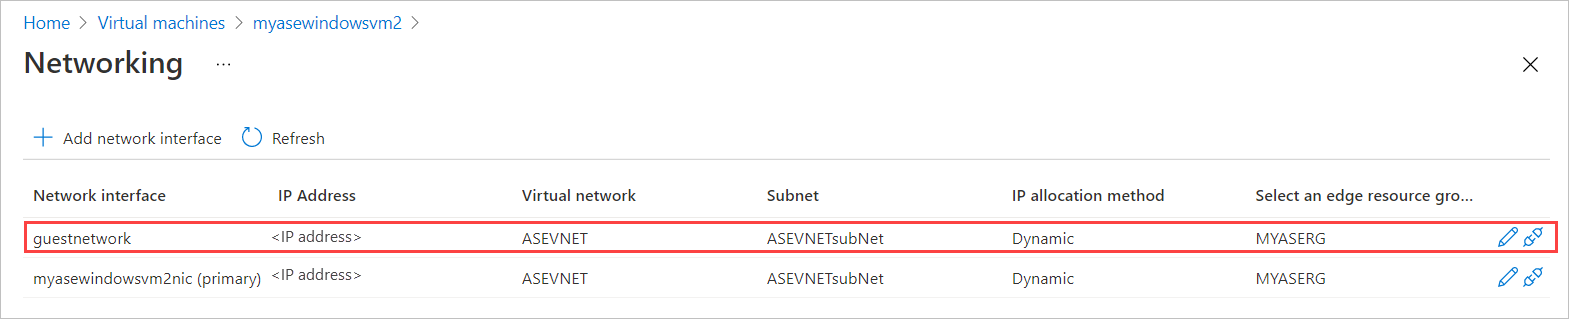 Home > Virtual machines > myasewindowsvm2 >
Networking ...
Add network interface Refresh
Network interface IP Address Virtual network Subnet IP allocation method Select an edge resource gro...
guestnetwork <IP address> ASEVNET ASEVNETsubNet Dynamic MYASERG
myasewindowsvm2nic (primary) <IP address> ASEVNET ASEVNETsubNet Dynamic MYASERG